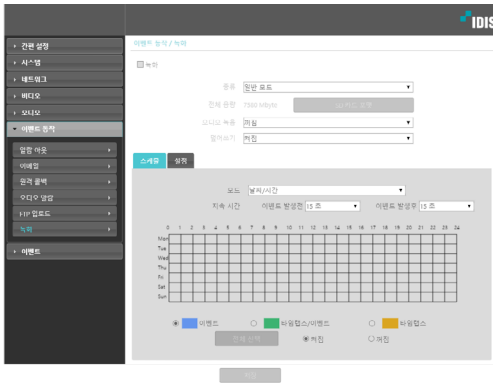 IDIS
간편 설정
시스템
네트워크
비디오
오디오
이벤트 동작
알람 아웃
이메일
원격 콜백
오디오 알람
FTP 업로드
녹화
이벤트
이벤트 동작 / 녹화
녹화
종류 일반 모드
전체 용량 7580 MByte
오디오 녹음 꺼짐
덮어쓰기 켜짐
스케줄 설정
모드 날짜/시간
지속 시간 이벤트 발생전 15 초 이벤트 발생후 15 초
0 1 2 3 4 5 6 7 8 9 10 11 12 13 14 15 16 17 18 19 20 21 22 23 24
Mon
Tue
Wed
Thu
Fri
Sat
Sun
이벤트 타임랩스/이벤트 타임랩스
전체 선택 켜짐 꺼짐
저장